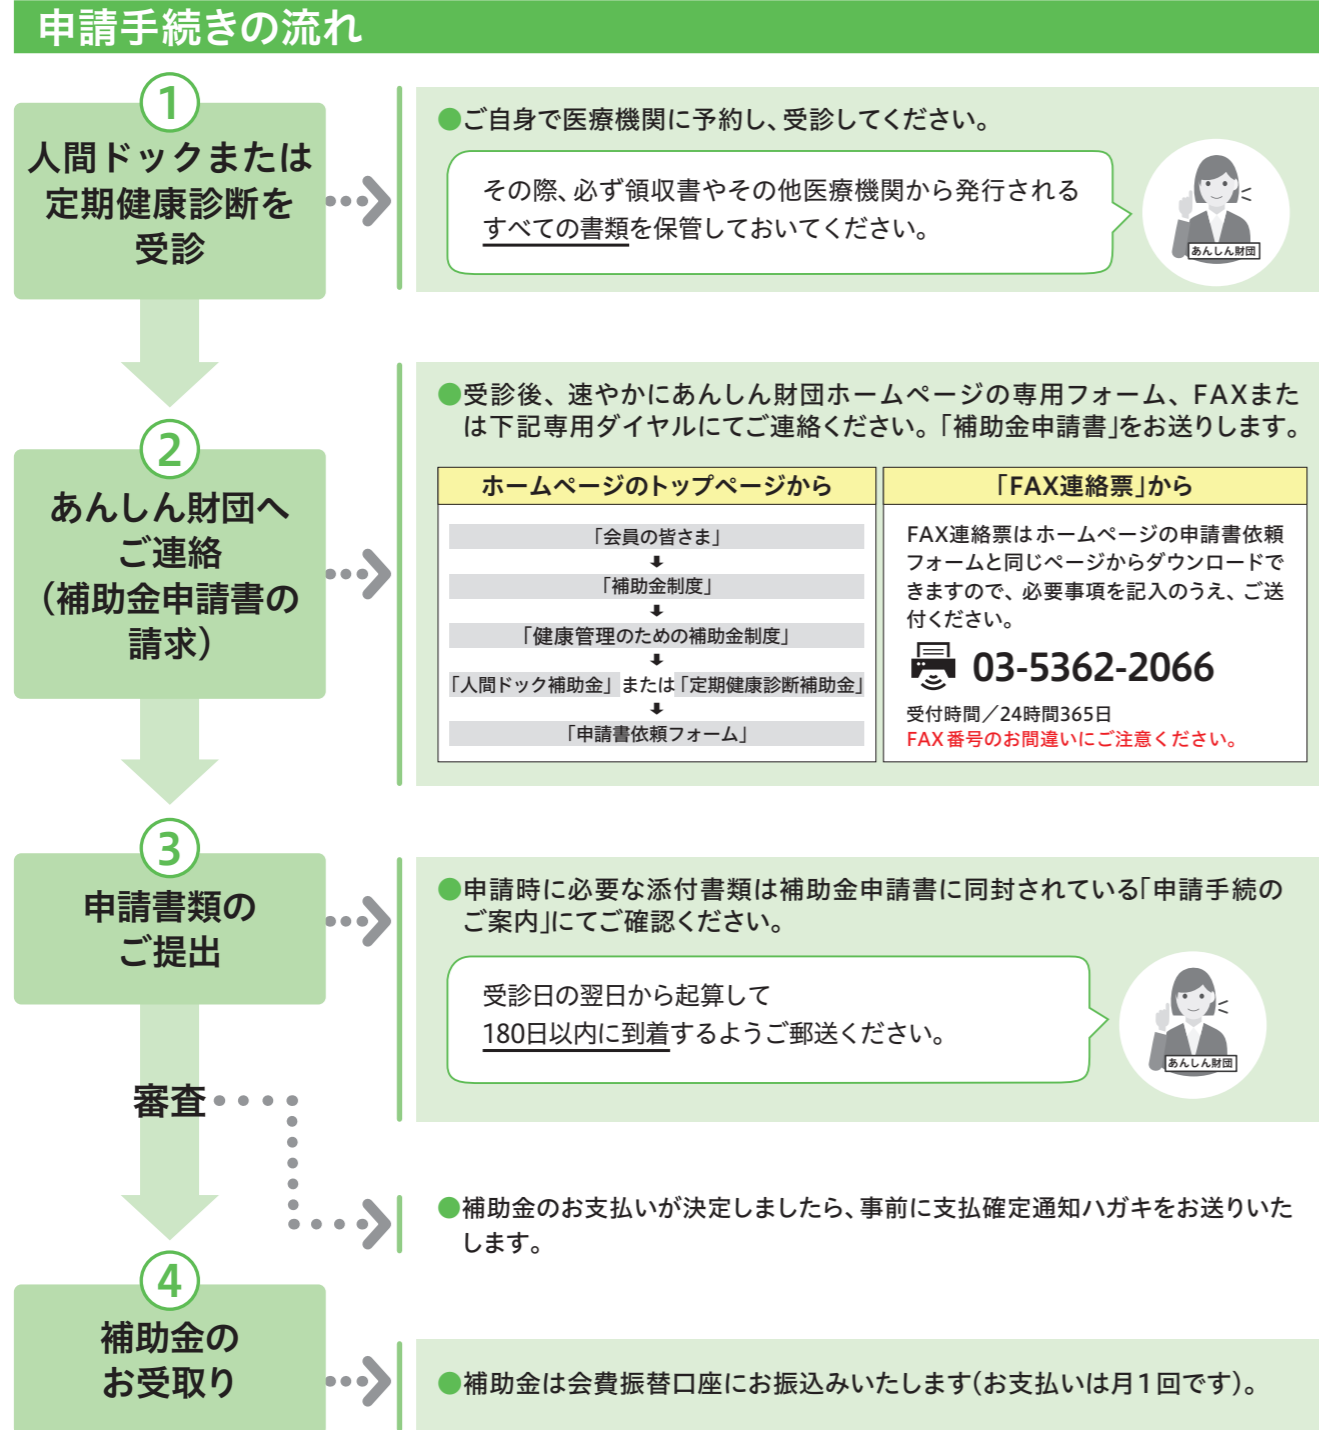 申請手続きの流れ
1
人間ドックまたは
定期健康診断を
受診
●ご自身で医療機関に予約し、受診してください。
その際、必ず領収書やその他医療機関から発行される
すべての書類を保管しておいてください。
あんしん財団
2
あんしん財団へ
ご連絡
(補助金申請書の
請求)
●受診後、速やかにあんしん財団ホームページの専用フォーム、FAXまた
は下記専用ダイヤルにてご連絡ください。「補助金申請書」をお送りします。
ホームページのトップページから
「会員の皆さま」
「補助金制度」
「健康管理のための補助金制度」
「人間ドック補助金」または「定期健康診断補助金」
「申請書依頼フォーム」
「FAX連絡票」から
FAX連絡票はホームページの申請書依頼
フォームと同じページからダウンロードで
きますので、必要事項を記入のうえ、ご送
付ください。
03-5362-2066
受付時間/24時間365日
FAX番号のお間違いにご注意ください。
3
申請書類の
ご提出
●申請時に必要な添付書類は補助金申請書に同封されている「申請手続の
ご案内」にてご確認ください。
受診日の翌日から起算して
180日以内に到着するようご郵送ください。
あんしん財団
審査
●補助金のお支払いが決定しましたら、事前に支払確定通知ハガキをお送りいた
します。
4
補助金の
お受取り
●補助金は会費振替口座にお振込みいたします(お支払いは月1回です)。